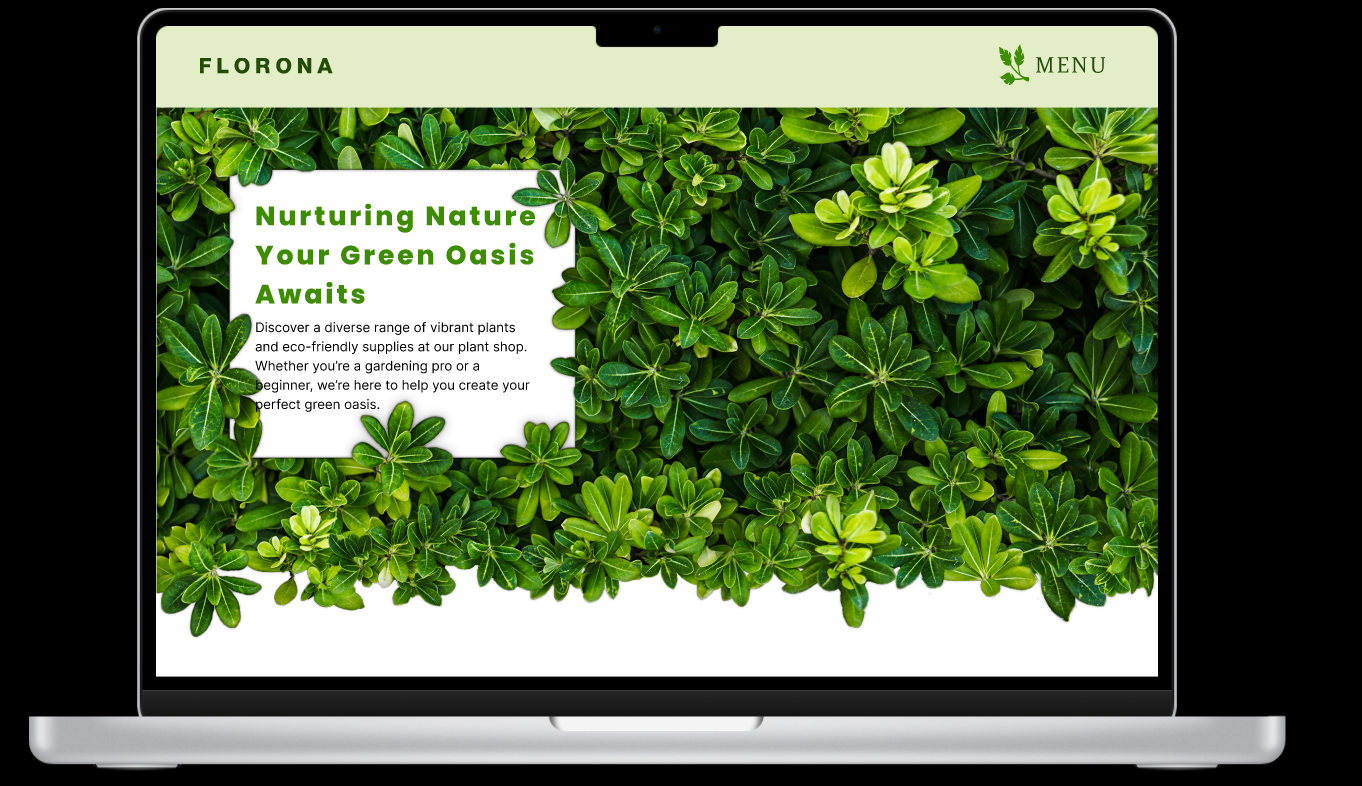 FLORONA
MENU
Nurturing Nature
Your Green Oasis
Awaits
Discover a diverse range of vibrant plants
and eco-friendly supplies at our plant shop.
Whether you're a gardening pro or a
beginner, we're here to help you create your
perfect green oasis.